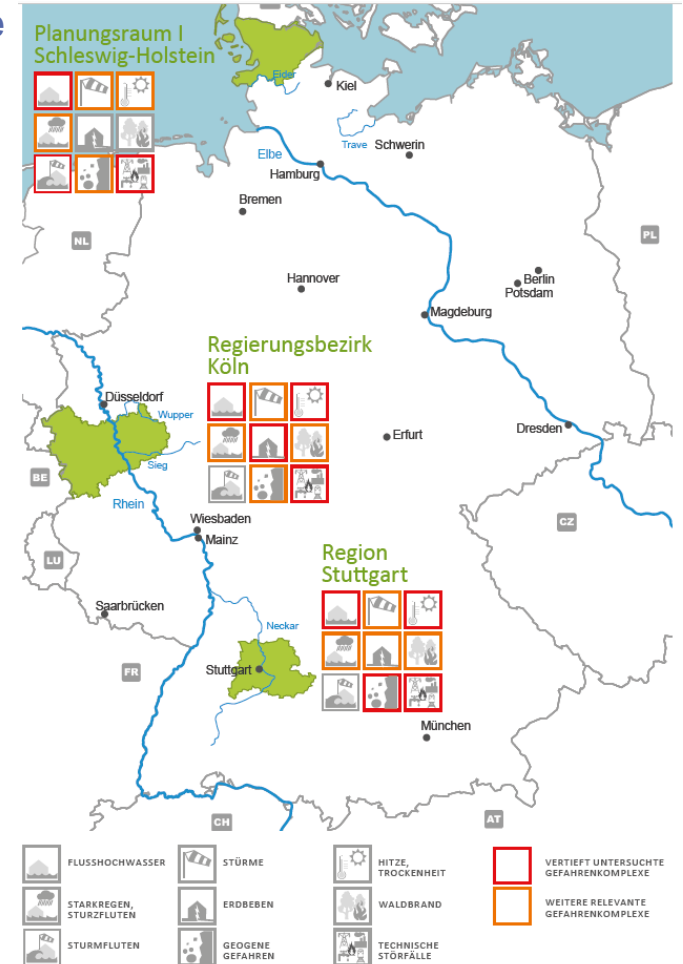 e
Planungsraum I
Schleswig-Holstein
Eider
Kiel
Trave
Schwerin
Elbe
Hamburg
Bremen
NL
PL
Hannover
Berlin
Potsdam
Magdeburg
Regierungsbezirk
Köln
Düsseldorf
Wupper
Erfurt
Dresden
Sieg
BE
Rhein
Wiesbaden
Mainz
CZ
LU
Region
Stuttgart
Saarbrücken
Neckar
FR
Stuttgart
München
CH
AT
FLUSSHOCHWASSER
STÜRME
HITZE,
TROCKENHEIT
VERTIEFT UNTERSUCHTE
GEFAHRENKOMPLEXE
STARKREGEN,
STURZFLUTEN
ERDBEBEN
WALDBRAND
WEITERE RELEVANTE
GEFAHRENKOMPLEXE
STURMFLUTEN
GEOGENE
GEFAHREN
TECHNISCHE
STÖRFÄLLE